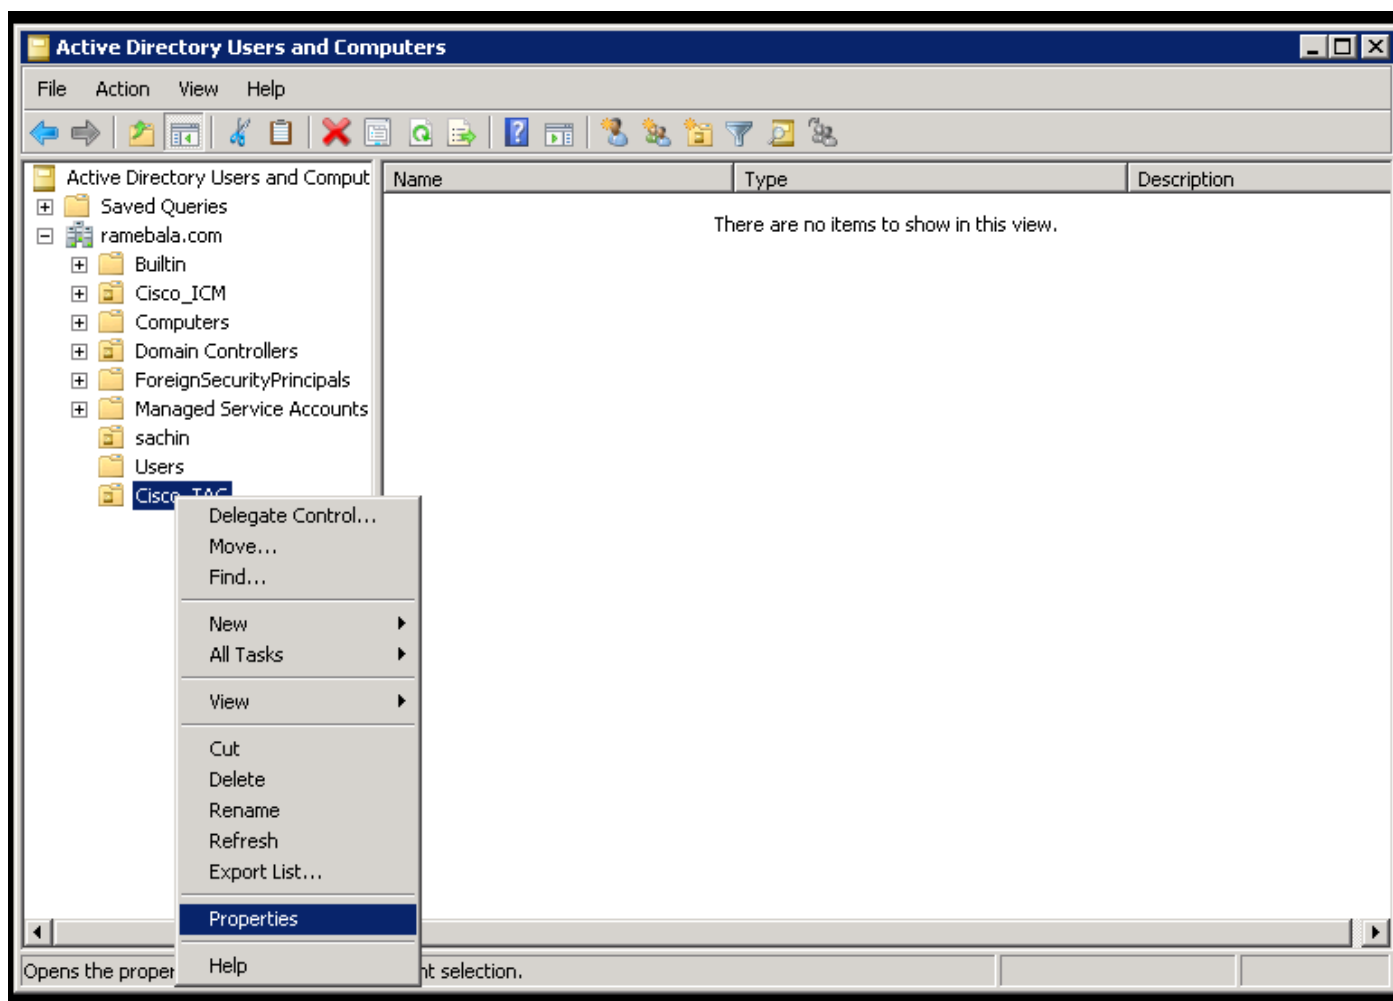 Active Directory Users and Computers
File Action View Help
Active Directory Users and Comput
Name Type Description
Saved Queries
There are no items to show in this view.
ramebala.com
Builtin
Cisco_ICM
Computers
Domain Controllers
ForeignSecurityPrincipals
Managed Service Accounts
sachin
Users
Cisco_TAC
Delegate Control...
Move...
Find...
New
All Tasks
View
Cut
Delete
Rename
Refresh
Export List...
Properties
Help
Opens the proper nt selection.